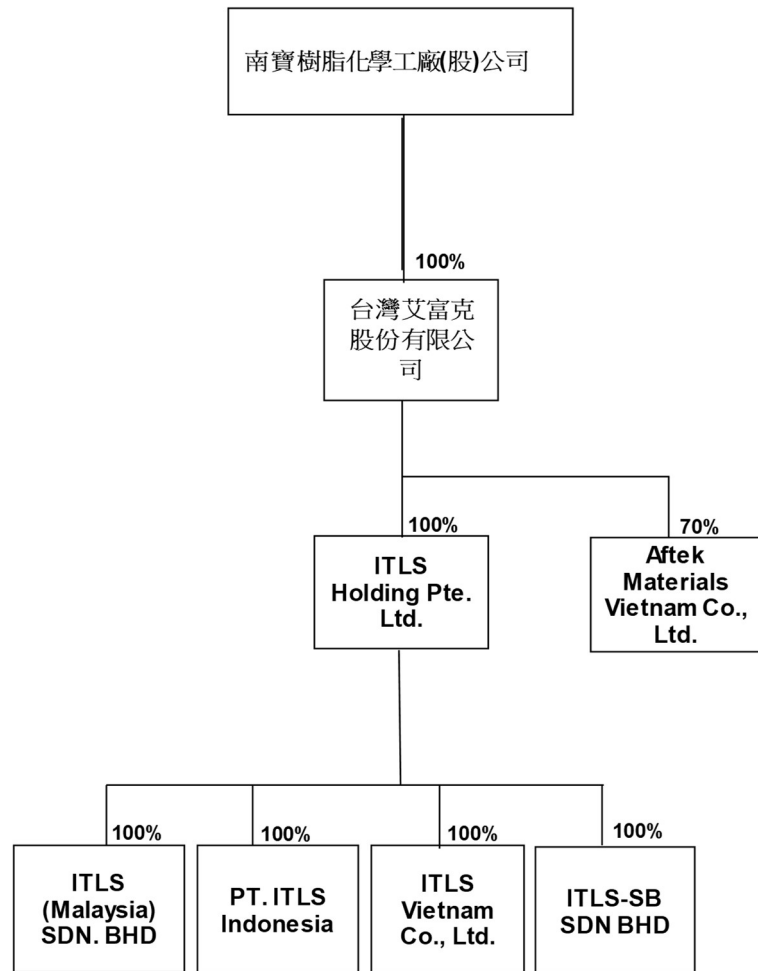 南寶樹脂化學工廠(股)公司
100%
台灣艾富克
股份有限公
司
100%
70%
ITLS
Holding Pte.
Ltd.
Aftek
Materials
Vietnam Co.,
Ltd.
100%
100%
100%
100%
ITLS
(Malaysia)
SDN. BHD
PT. ITLS
Indonesia
ITLS
Vietnam
Co., Ltd.
ITLS-SB
SDN BHD